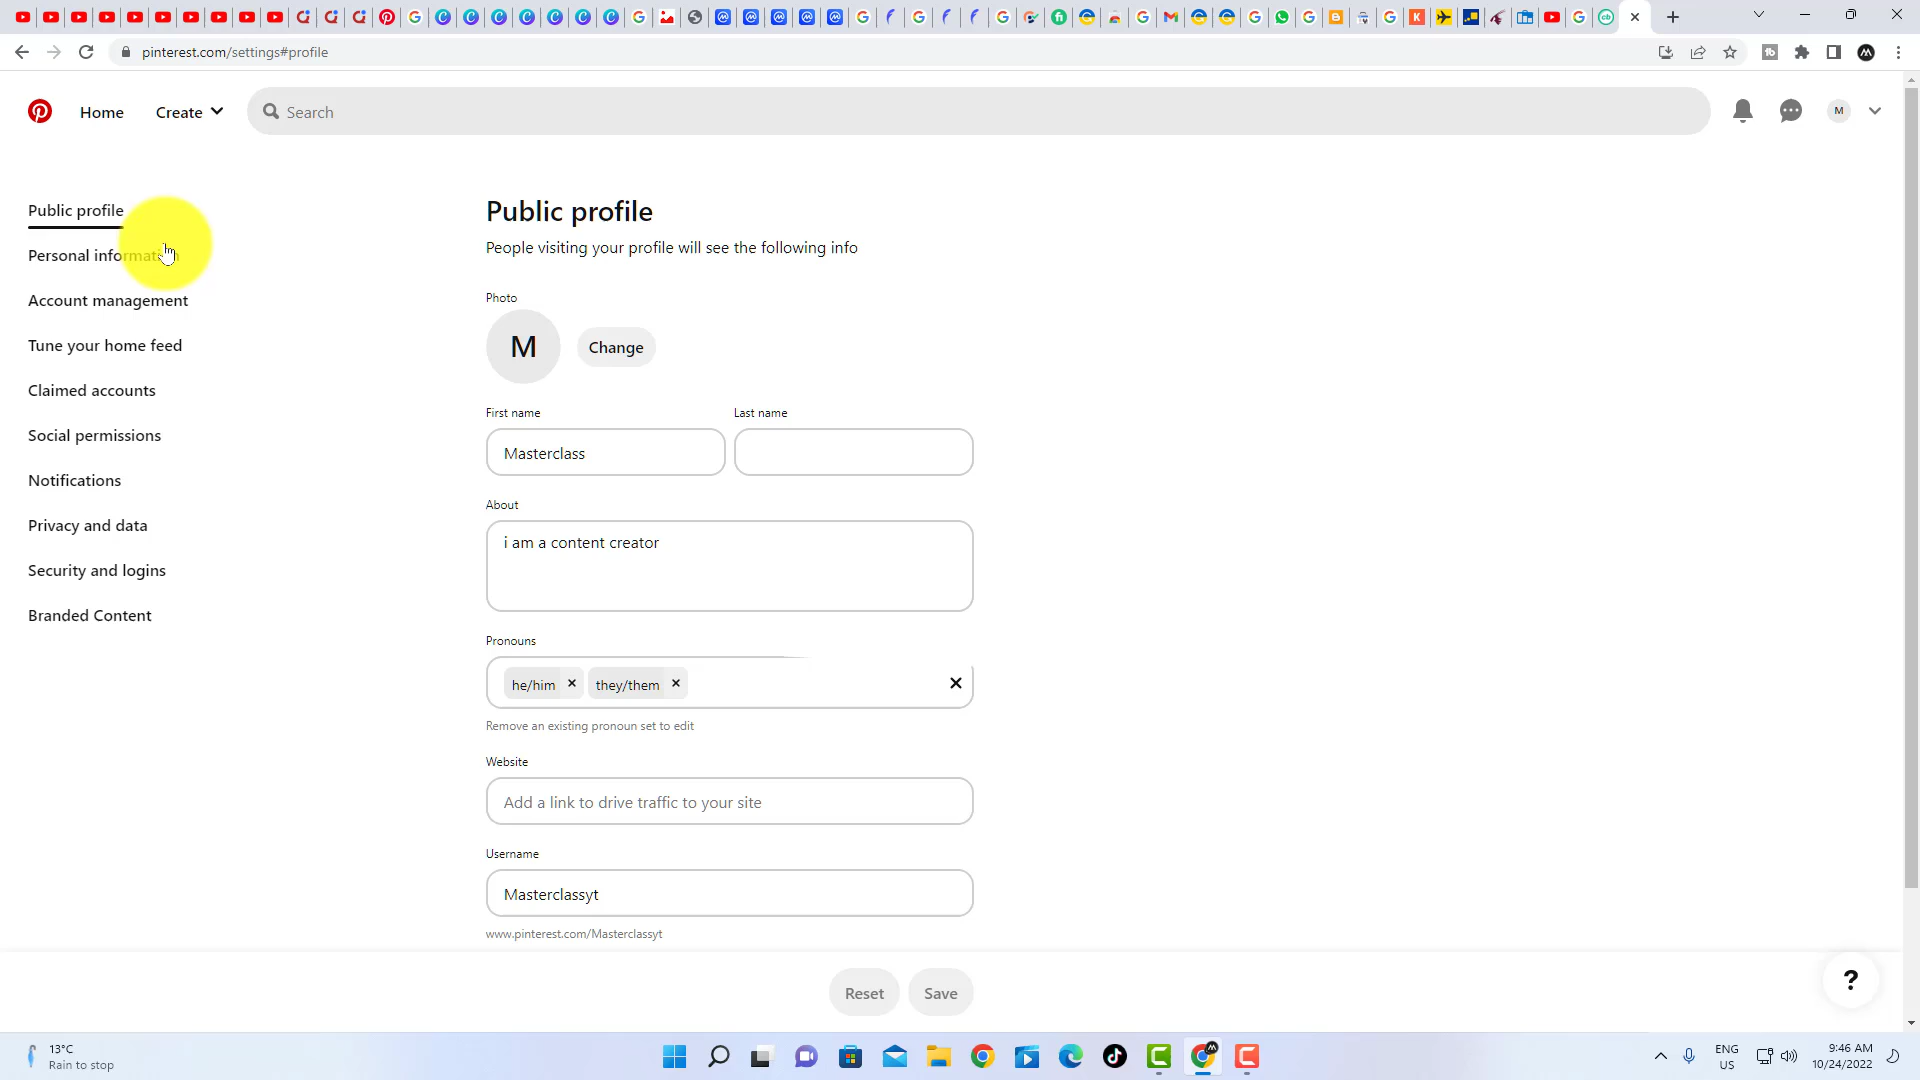 pinterest.com/settings#profile
Home
Create
Search
M
Public profile
Personal information
Account management
Tune your home feed
Claimed accounts
Social permissions
Notifications
Privacy and data
Security and logins
Branded Content
Public profile
People visiting your profile will see the following info
Photo
M
Change
First name
Last name
Masterclass
About
i am a content creator
Pronouns
he/him
they/them
Remove an existing pronoun set to edit
Website
Add a link to drive traffic to your site
Username
Masterclassyt
www.pinterest.com/Masterclassyt
Reset
Save
?
13°C
Rain to stop
ENG
US
9:46 AM
10/24/2022